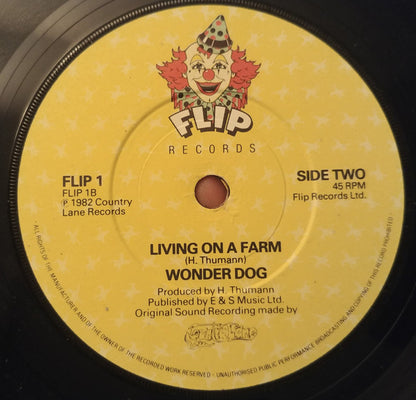 FLIP
RECORDS
FLIP 1
FLIP 1B
℗ 1982 Country
Lane Records
SIDE TWO
45 RPM
Flip Records Ltd.
LIVING ON A FARM
(H. Thumann)
WONDER DOG
Produced by H. Thumann
Published by E & S Music Ltd.
Original Sound Recording made by
ALL RIGHTS OF THE MANUFACTURER AND OF THE OWNER OF THE RECORDED WORK RESERVED – UNAUTHORISED PUBLIC PERFORMANCE BROADCASTING AND COPYING OF THIS RECORD PROHIBITED